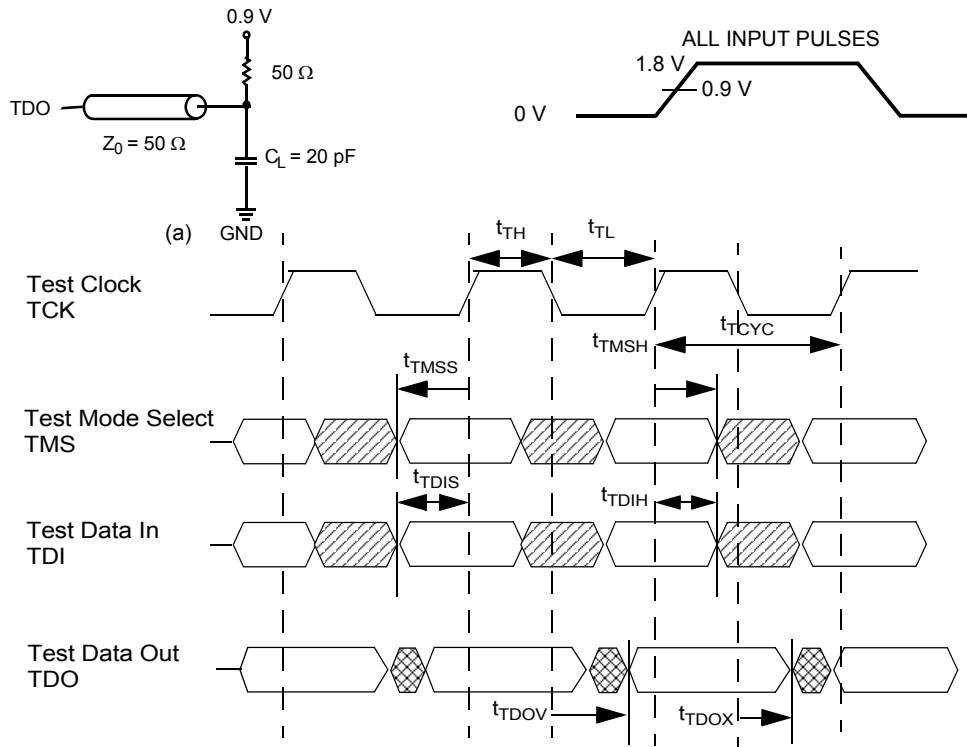 0.9 V
50 Ω
TDO
Z0 = 50 Ω
CL = 20 pF
(a) GND
ALL INPUT PULSES
1.8 V
0.9 V
0 V
tTH
tTL
Test Clock
TCK
tTCYC
tTMSH
tTMSS
Test Mode Select
TMS
tTDIS
tTDIH
Test Data In
TDI
Test Data Out
TDO
tTDOV
tTDOX